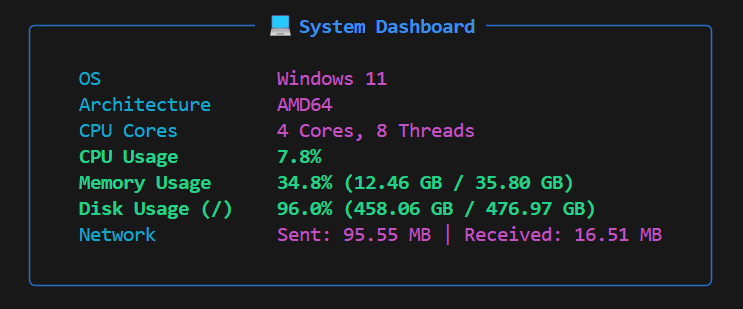 💻 System Dashboard
OS Windows 11
Architecture AMD64
CPU Cores 4 Cores, 8 Threads
CPU Usage 7.8%
Memory Usage 34.8% (12.46 GB / 35.80 GB)
Disk Usage (/) 96.0% (458.06 GB / 476.97 GB)
Network Sent: 95.55 MB | Received: 16.51 MB